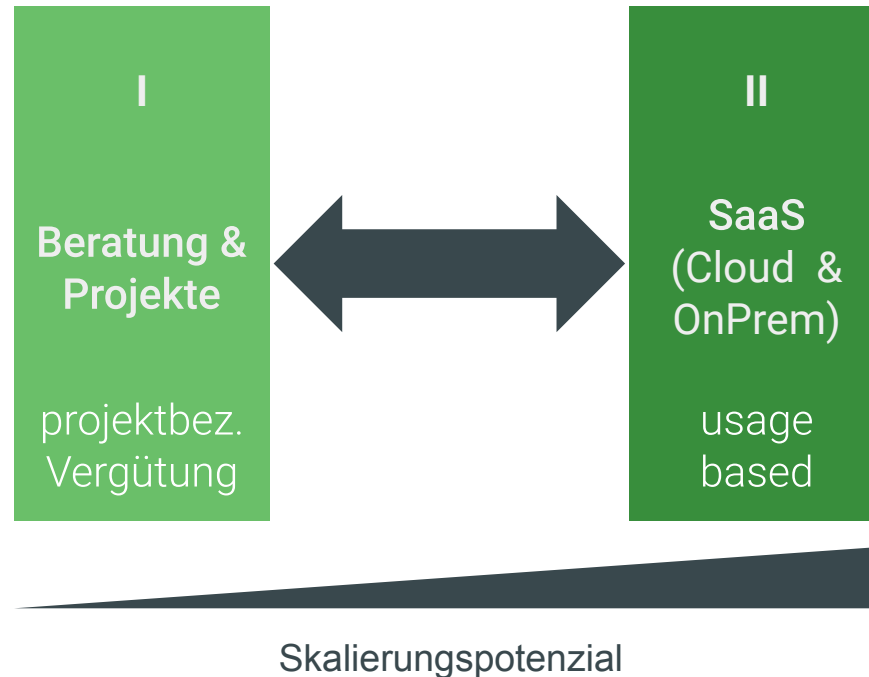 I
Beratung &
Projekte
projektbez.
Vergütung
II
SaaS
(Cloud &
OnPrem)
usage
based
Skalierungspotenzial